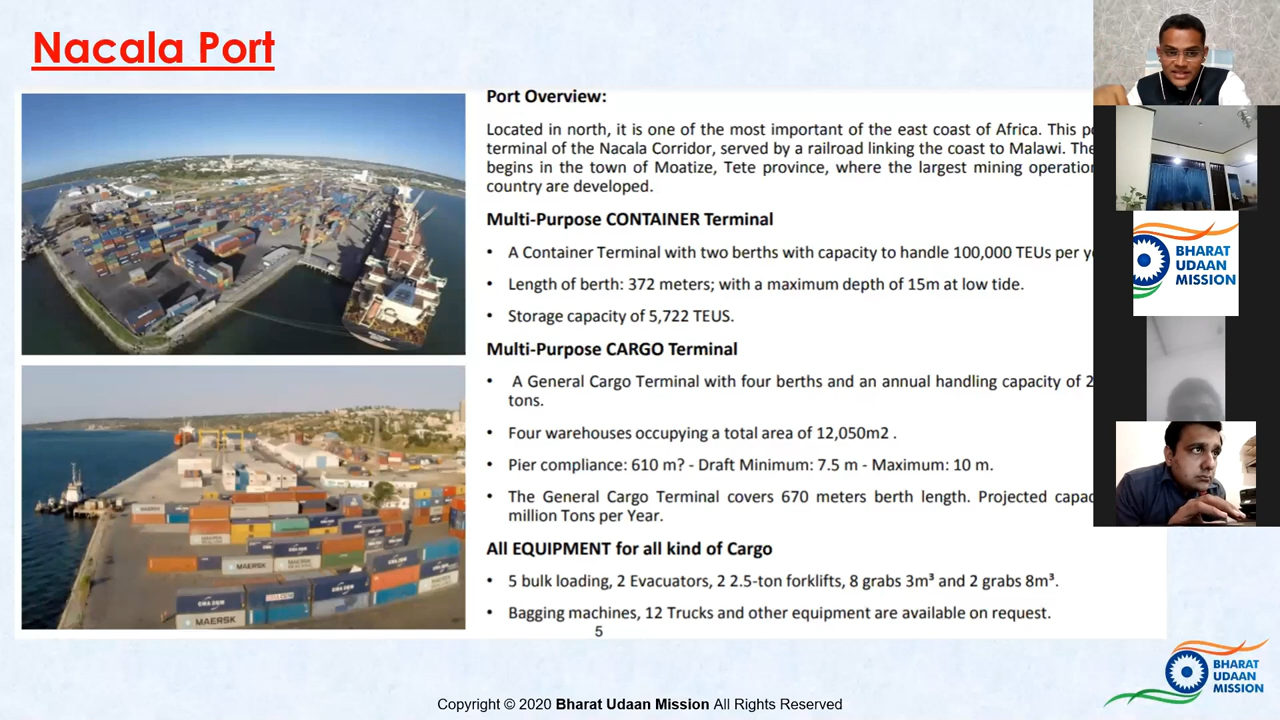 Nacala Port
Port Overview:
Located in north, it is one of the most important of the east coast of Africa. This
terminal of the Nacala Corridor, served by a railroad linking the coast to Malawi.
begins in the town of Moatize, Tete province, where the largest mining
country are developed.
Multi-Purpose CONTAINER Terminal
• A Container Terminal with two berths with capacity to handle 100,000 TEUs per
• Length of berth: 372 meters; with a maximum depth of 15m at low tide.
• Storage capacity of 5,722 TEUS.
Multi-Purpose CARGO Terminal
• A General Cargo Terminal with four berths and an annual handling capacity of
tons.
• Four warehouses occupying a total area of 12,050m2 .
• Pier compliance: 610 m? - Draft Minimum: 7.5 m - Maximum: 10 m.
• The General Cargo Terminal covers 670 meters berth length. Projected
million Tons per Year.
All EQUIPMENT for all kind of Cargo
• 5 bulk loading, 2 Evacuators, 2 2.5-ton forklifts, 8 grabs 3m³ and 2 grabs 8m³.
• Bagging machines, 12 Trucks and other equipment are available on request.
5
MAERSK
MAERSK
MAERSK
BHARAT
UDAAN
MISSION
BHARAT
UDAAN
MISSION
Copyright © 2020 Bharat Udaan Mission All Rights Reserved